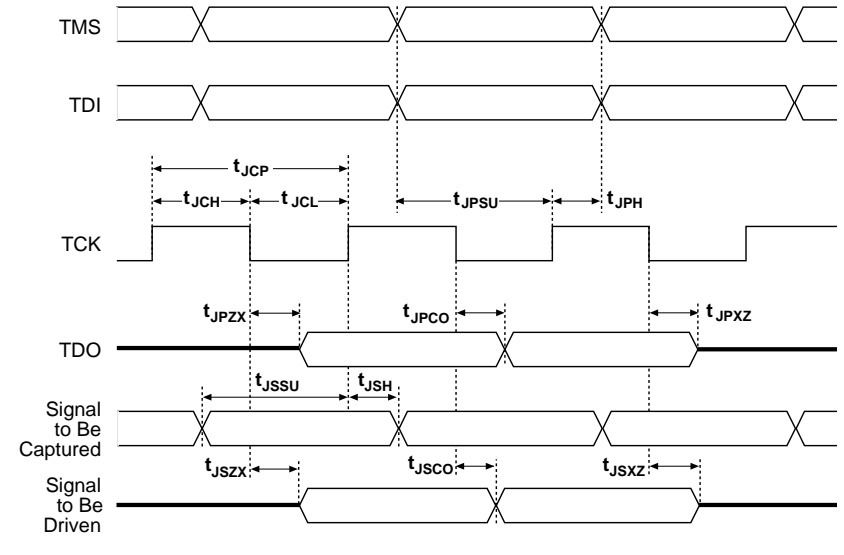 TMS
TDI
tJCP
tJCH
tJCL
tJPSU
tJPH
TCK
tJPZX
tJPCO
tJPXZ
TDO
tJSSU
tJSH
Signal
to Be
Captured
tJSZX
tJSCO
tJSXZ
Signal
to Be
Driven